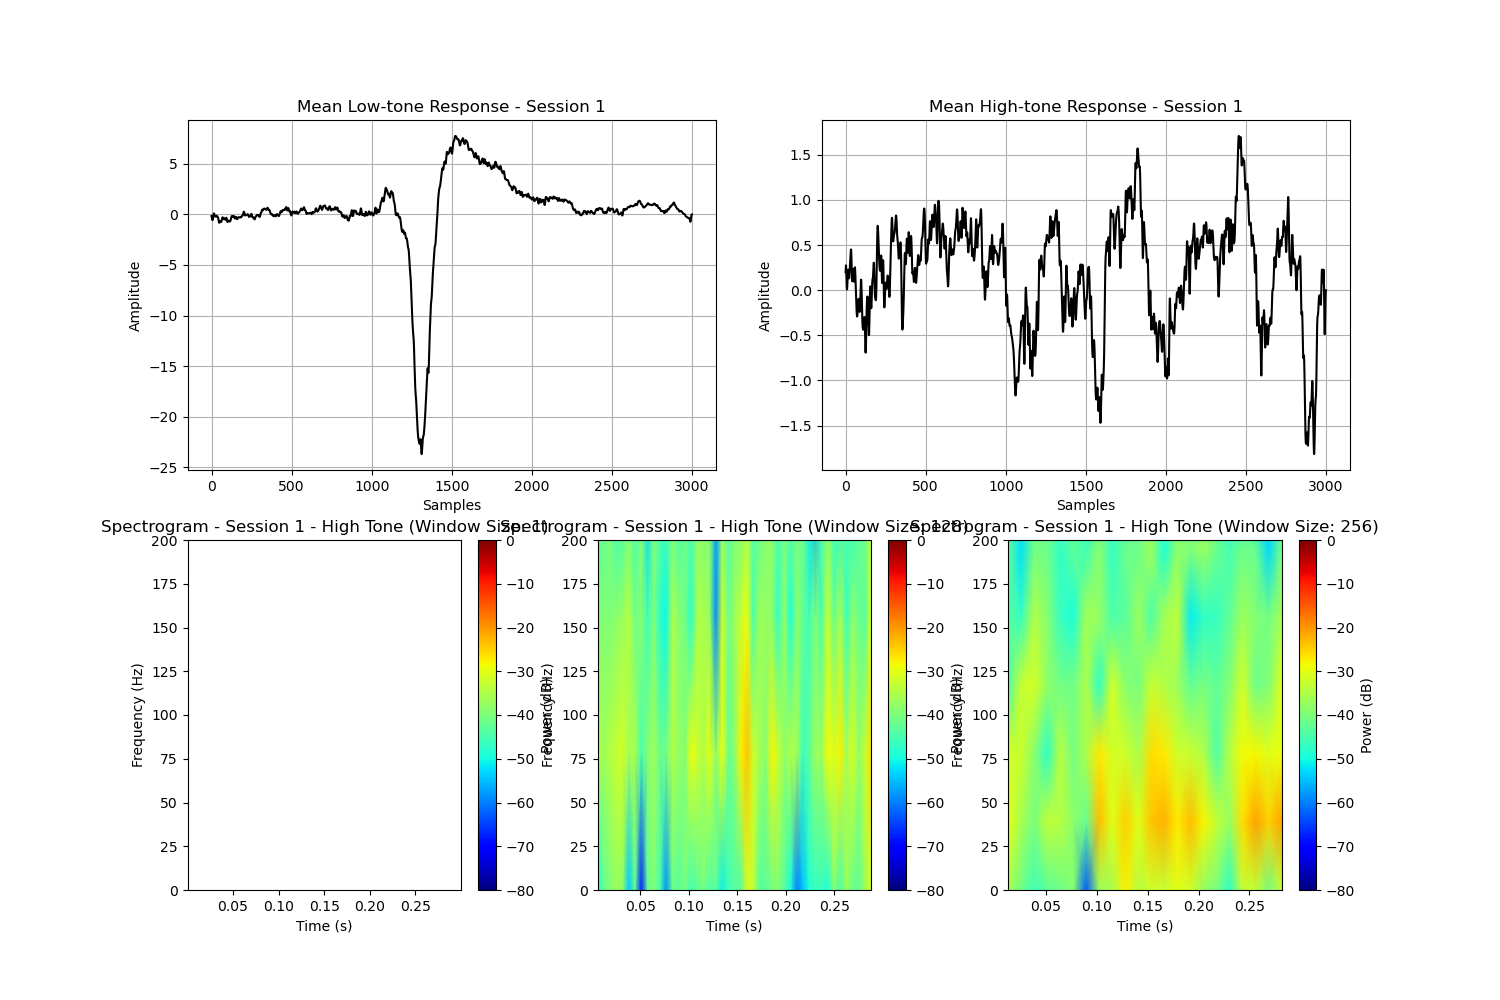 Mean Low-tone Response - Session 1
Amplitude
5
0
−5
−10
−15
−20
−25
0 500 1000 1500 2000 2500 3000
Samples
Mean High-tone Response - Session 1
Amplitude
1.5
1.0
0.5
0.0
−0.5
−1.0
−1.5
0 500 1000 1500 2000 2500 3000
Samples
Spectrogram - Session 1 - High Tone (Window Size: 1)
Frequency (Hz)
200
175
150
125
100
75
50
25
0
0.05 0.10 0.15 0.20 0.25
Time (s)
0
−10
−20
−30
−40
−50
−60
−70
−80
Power (dB)
Spectrogram - Session 1 - High Tone (Window Size: 128)
Frequency (Hz)
200
175
150
125
100
75
50
25
0
0.05 0.10 0.15 0.20 0.25
Time (s)
0
−10
−20
−30
−40
−50
−60
−70
−80
Power (dB)
Spectrogram - Session 1 - High Tone (Window Size: 256)
Frequency (Hz)
200
175
150
125
100
75
50
25
0
0.05 0.10 0.15 0.20 0.25
Time (s)
0
−10
−20
−30
−40
−50
−60
−70
−80
Power (dB)